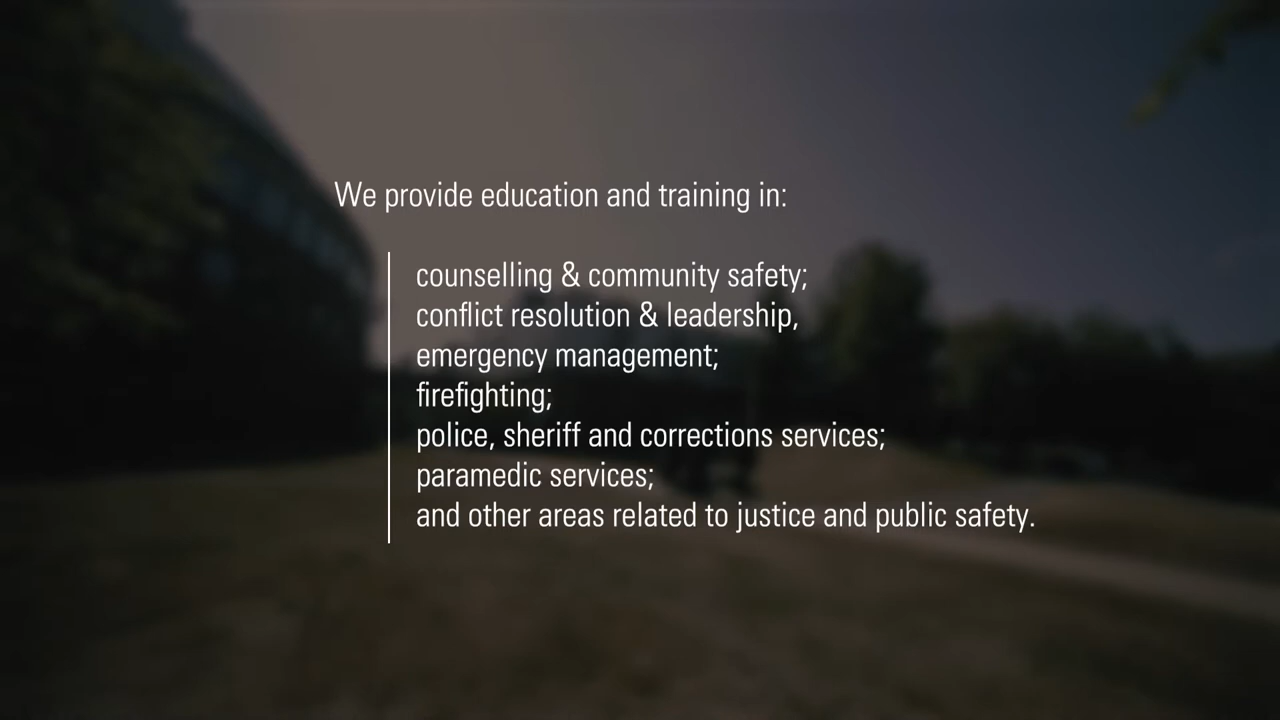 We provide education and training in:
counselling & community safety;
conflict resolution & leadership,
emergency management;
firefighting;
police, sheriff and corrections services;
paramedic services;
and other areas related to justice and public safety.